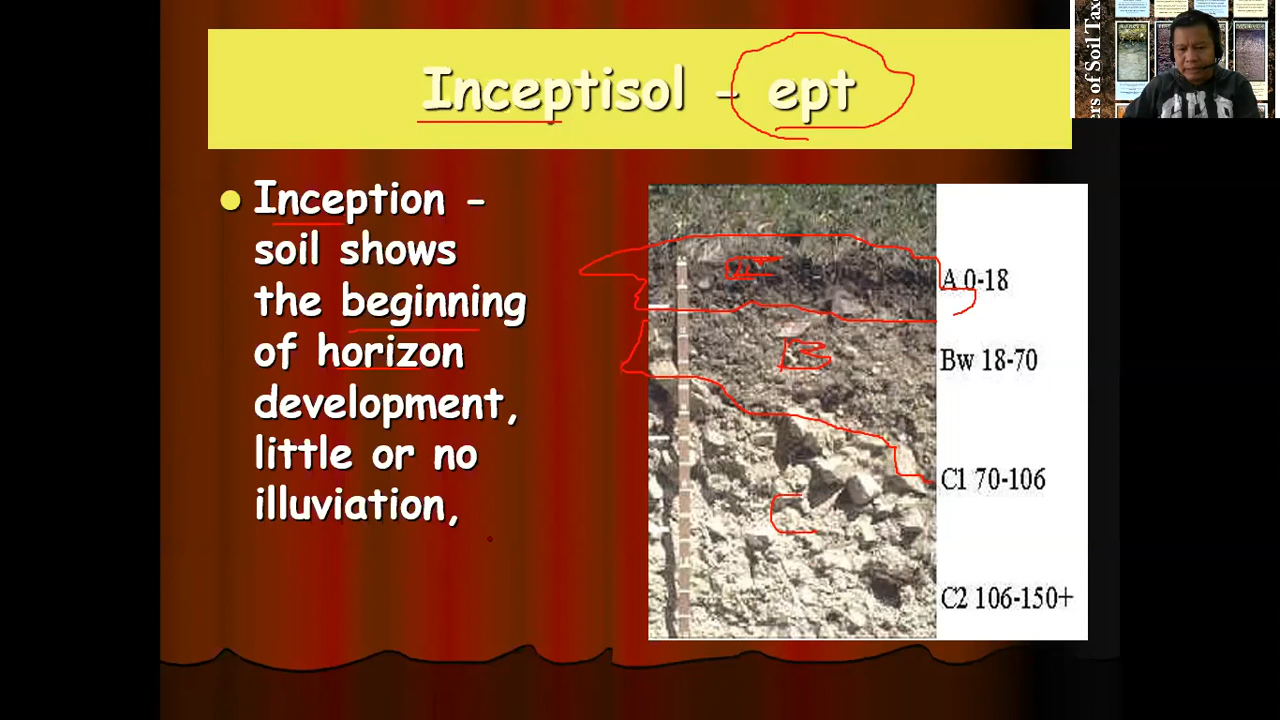 Inceptisol - ept
ers of Soil Tax
Inception -
soil shows
the beginning
of horizon
development,
little or no
illuviation,
A 0-18
Bw 18-70
C1 70-106
C2 106-150+
B
C